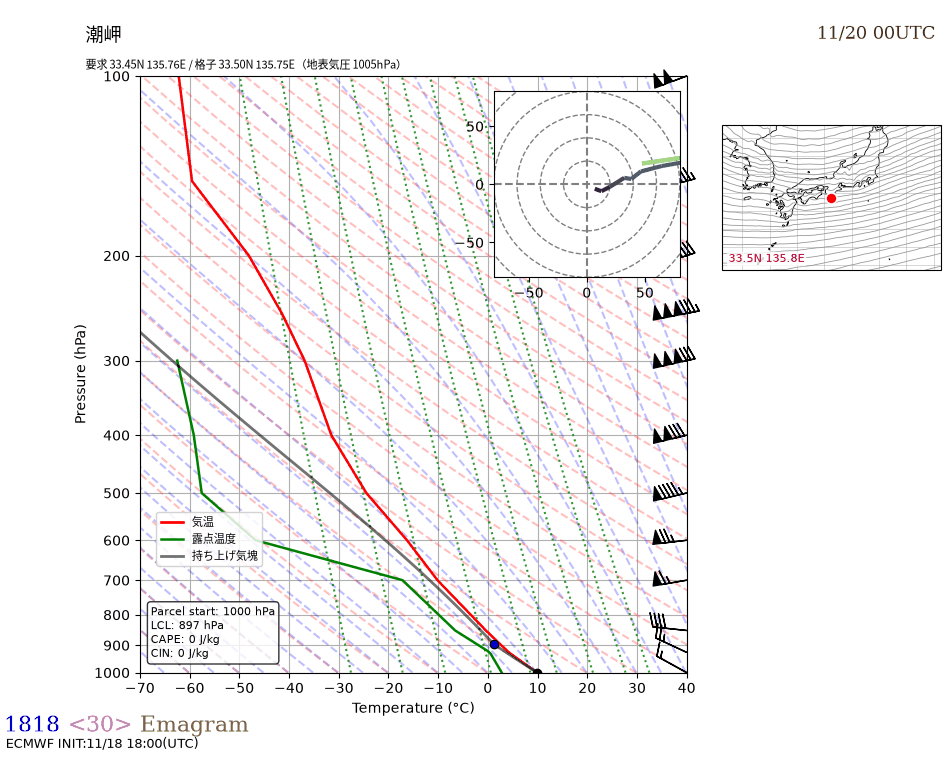 潮岬
11/20 00UTC
要求 33.45N 135.76E / 格子 33.50N 135.75E（地表気圧 1005hPa）
100
200
300
400
500
600
700
800
900
1000
Pressure (hPa)
50
0
−50
−50
0
50
33.5N 135.8E
気温
露点温度
持ち上げ気塊
Parcel start: 1000 hPa
LCL: 897 hPa
CAPE: 0 J/kg
CIN: 0 J/kg
−70 −60 −50 −40 −30 −20 −10 0 10 20 30 40
Temperature (°C)
1818 <30> Emagram
ECMWF INIT:11/18 18:00(UTC)